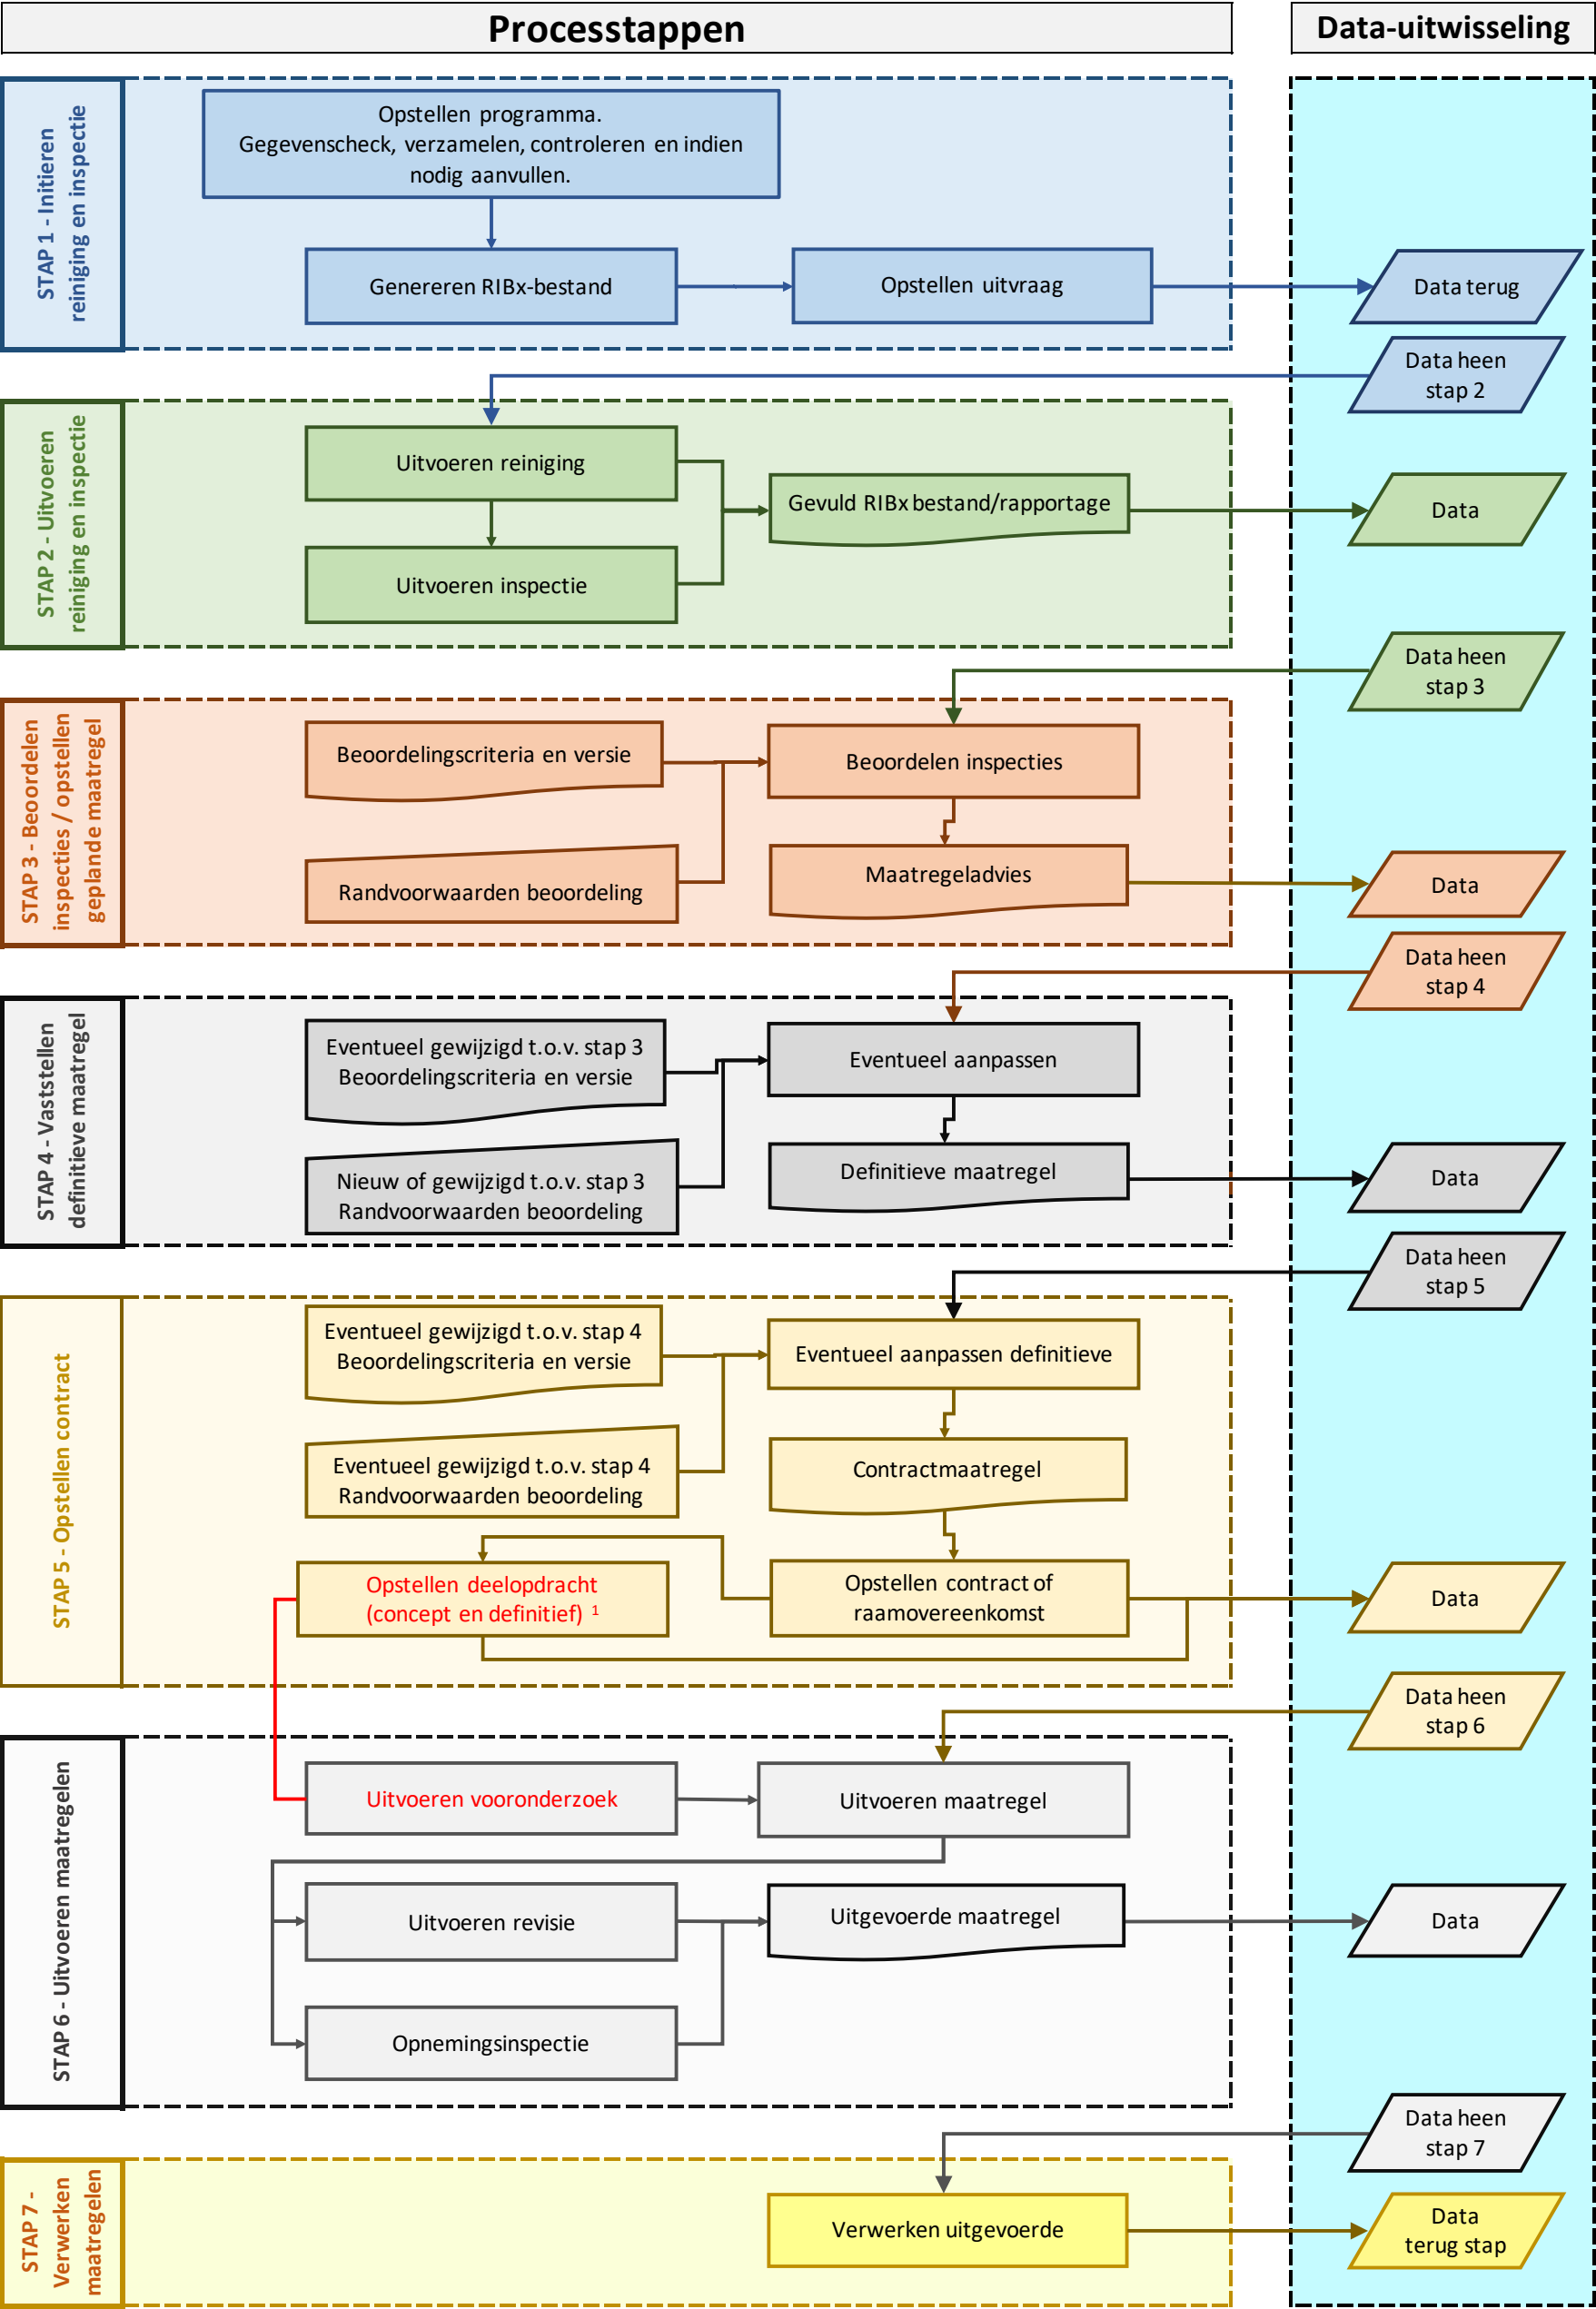 Processtappen
Data-uitwisseling
STAP 1 - Initieren
reiniging en inspectie
Opstellen programma.
Gegevenscheck, verzamelen, controleren en indien
nodig aanvullen.
Genereren RIBx-bestand
Opstellen uitvraag
Data terug
Data heen
stap 2
STAP 2 - Uitvoeren
reiniging en inspectie
Uitvoeren reiniging
Gevuld RIBx bestand/rapportage
Data
Uitvoeren inspectie
Data heen
stap 3
STAP 3 - Beoordelen
inspecties / opstellen
geplande maatregel
Beoordelingscriteria en versie
Beoordelen inspecties
Randvoorwaarden beoordeling
Maatregeladvies
Data
Data heen
stap 4
STAP 4 - Vaststellen
definitieve maatregel
Eventueel gewijzigd t.o.v. stap 3
Beoordelingscriteria en versie
Eventueel aanpassen
Nieuw of gewijzigd t.o.v. stap 3
Randvoorwaarden beoordeling
Definitieve maatregel
Data
Data heen
stap 5
STAP 5 - Opstellen contract
Eventueel gewijzigd t.o.v. stap 4
Beoordelingscriteria en versie
Eventueel aanpassen definitieve
Eventueel gewijzigd t.o.v. stap 4
Randvoorwaarden beoordeling
Contractmaatregel
Opstellen deelopdracht
(concept en definitief) 1
Opstellen contract of
raamovereenkomst
Data
Data heen
stap 6
STAP 6 - Uitvoeren maatregelen
Uitvoeren vooronderzoek
Uitvoeren maatregel
Uitvoeren revisie
Uitgevoerde maatregel
Data
Opnemingsinspectie
Data heen
stap 7
STAP 7 -
Verwerken
maatregelen
Verwerken uitgevoerde
Data
terug stap